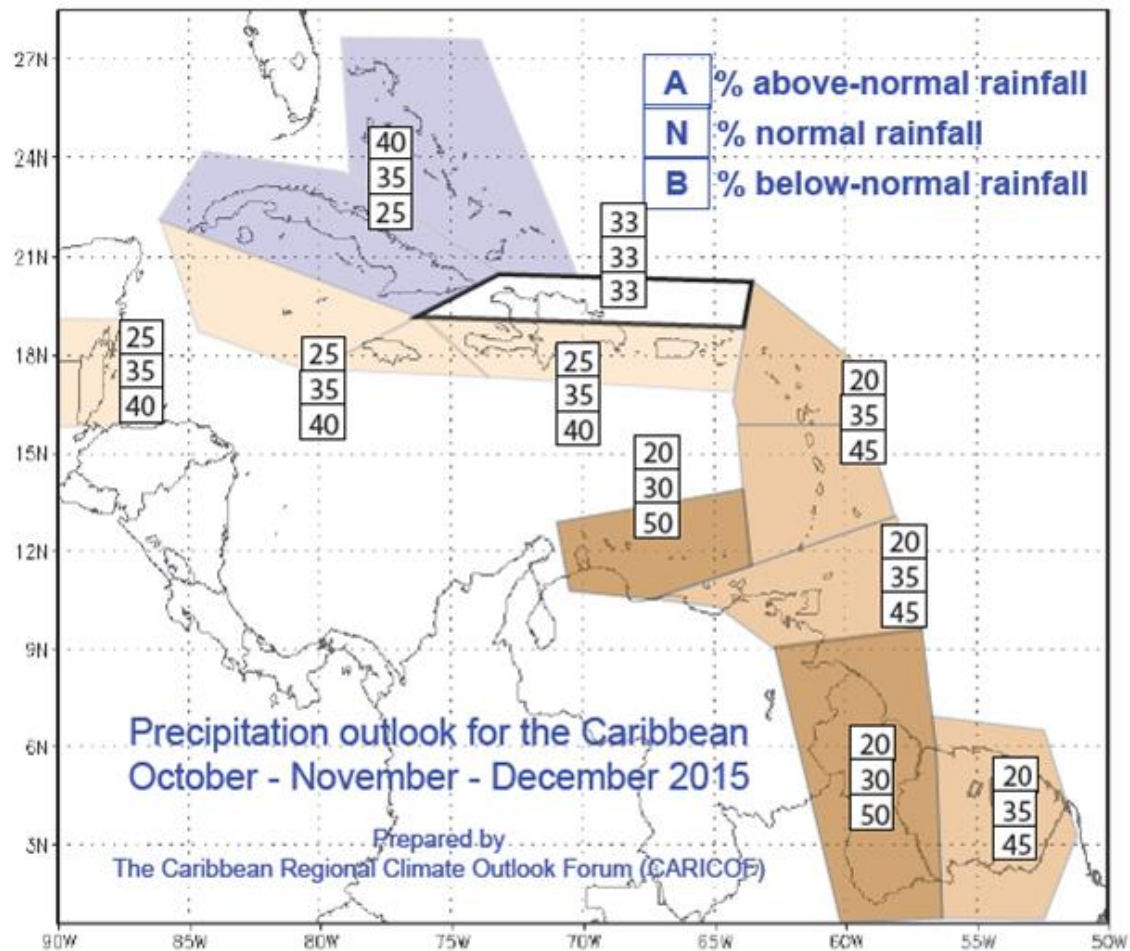 27N
24N
21N
18N
15N
12N
9N
6N
3N
A % above-normal rainfall
N % normal rainfall
B % below-normal rainfall
40
35
25
33
33
33
25
35
40
25
35
40
25
35
40
20
35
45
20
30
50
20
35
45
20
30
50
20
35
45
Precipitation outlook for the Caribbean
October - November - December 2015
Prepared by
The Caribbean Regional Climate Outlook Forum (CARICOF)
90W 85W 80W 75W 70W 65W 60W 55W 50W